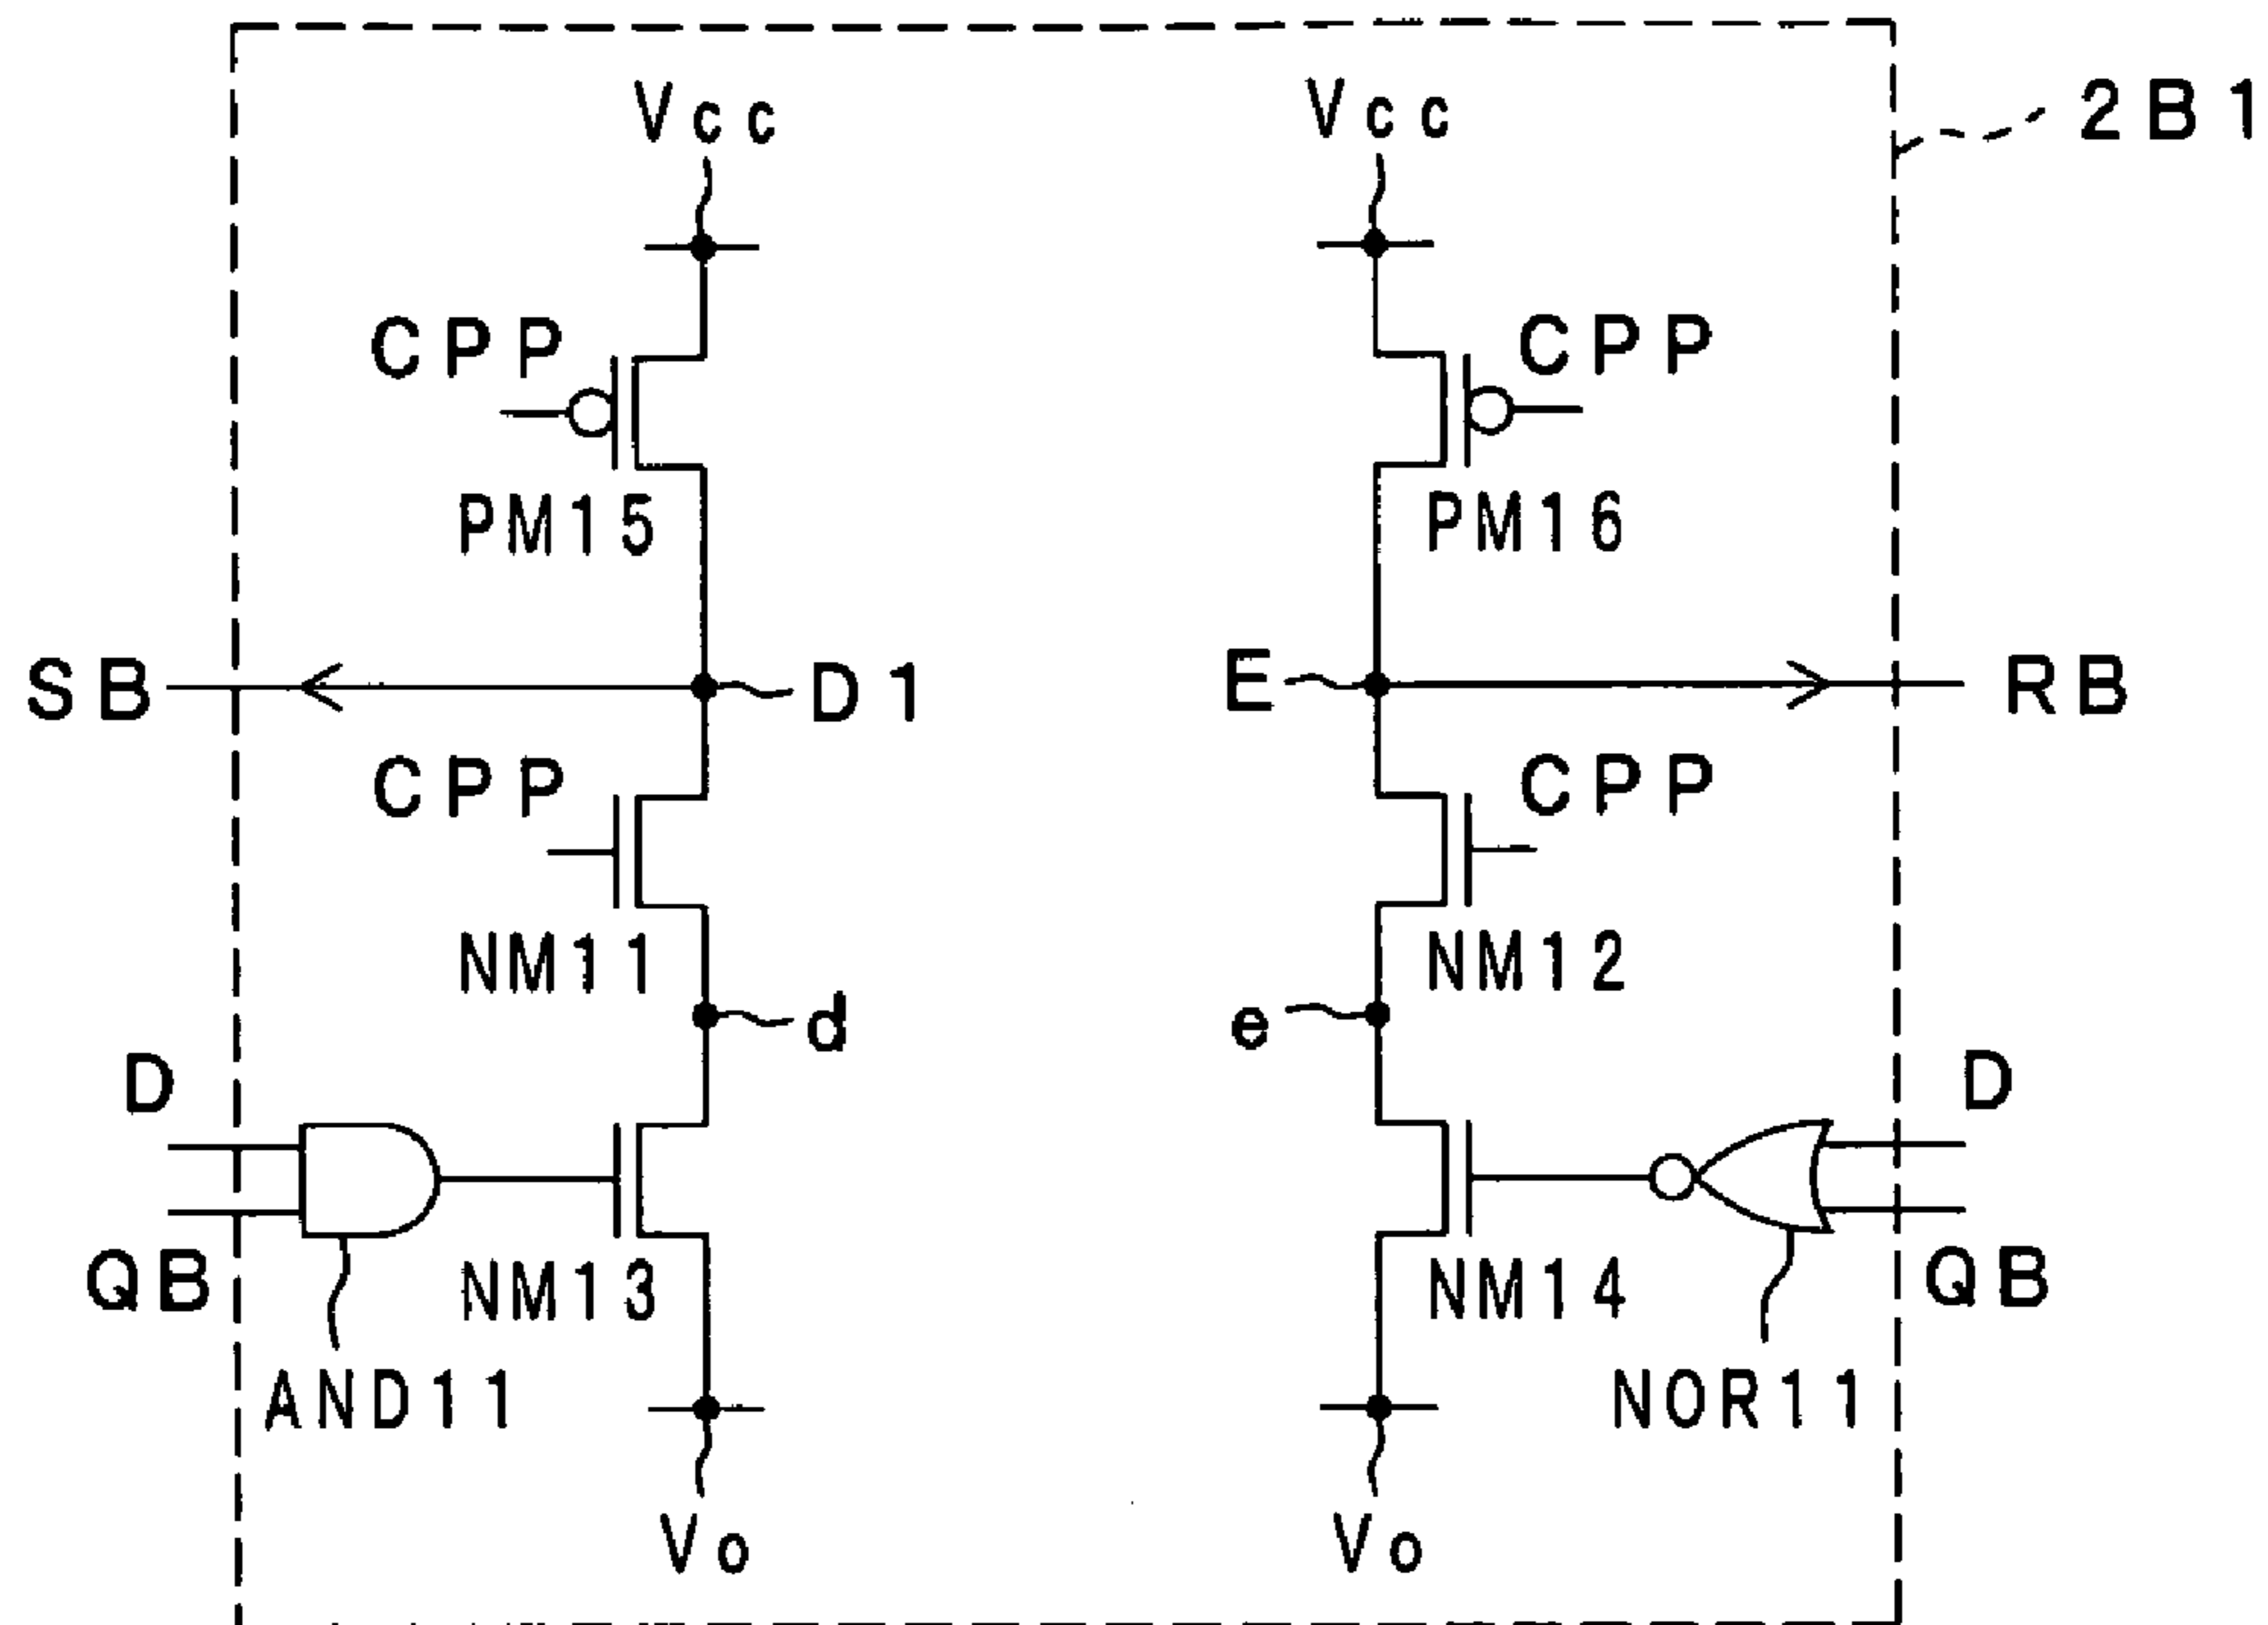 Vcc
Vcc
2B1
CPP
CPP
PM15
PM16
SB
D1
E
RB
CPP
CPP
NM11
NM12
d
e
D
D
QB
NM13
NM14
QB
AND11
NOR11
Vo
Vo